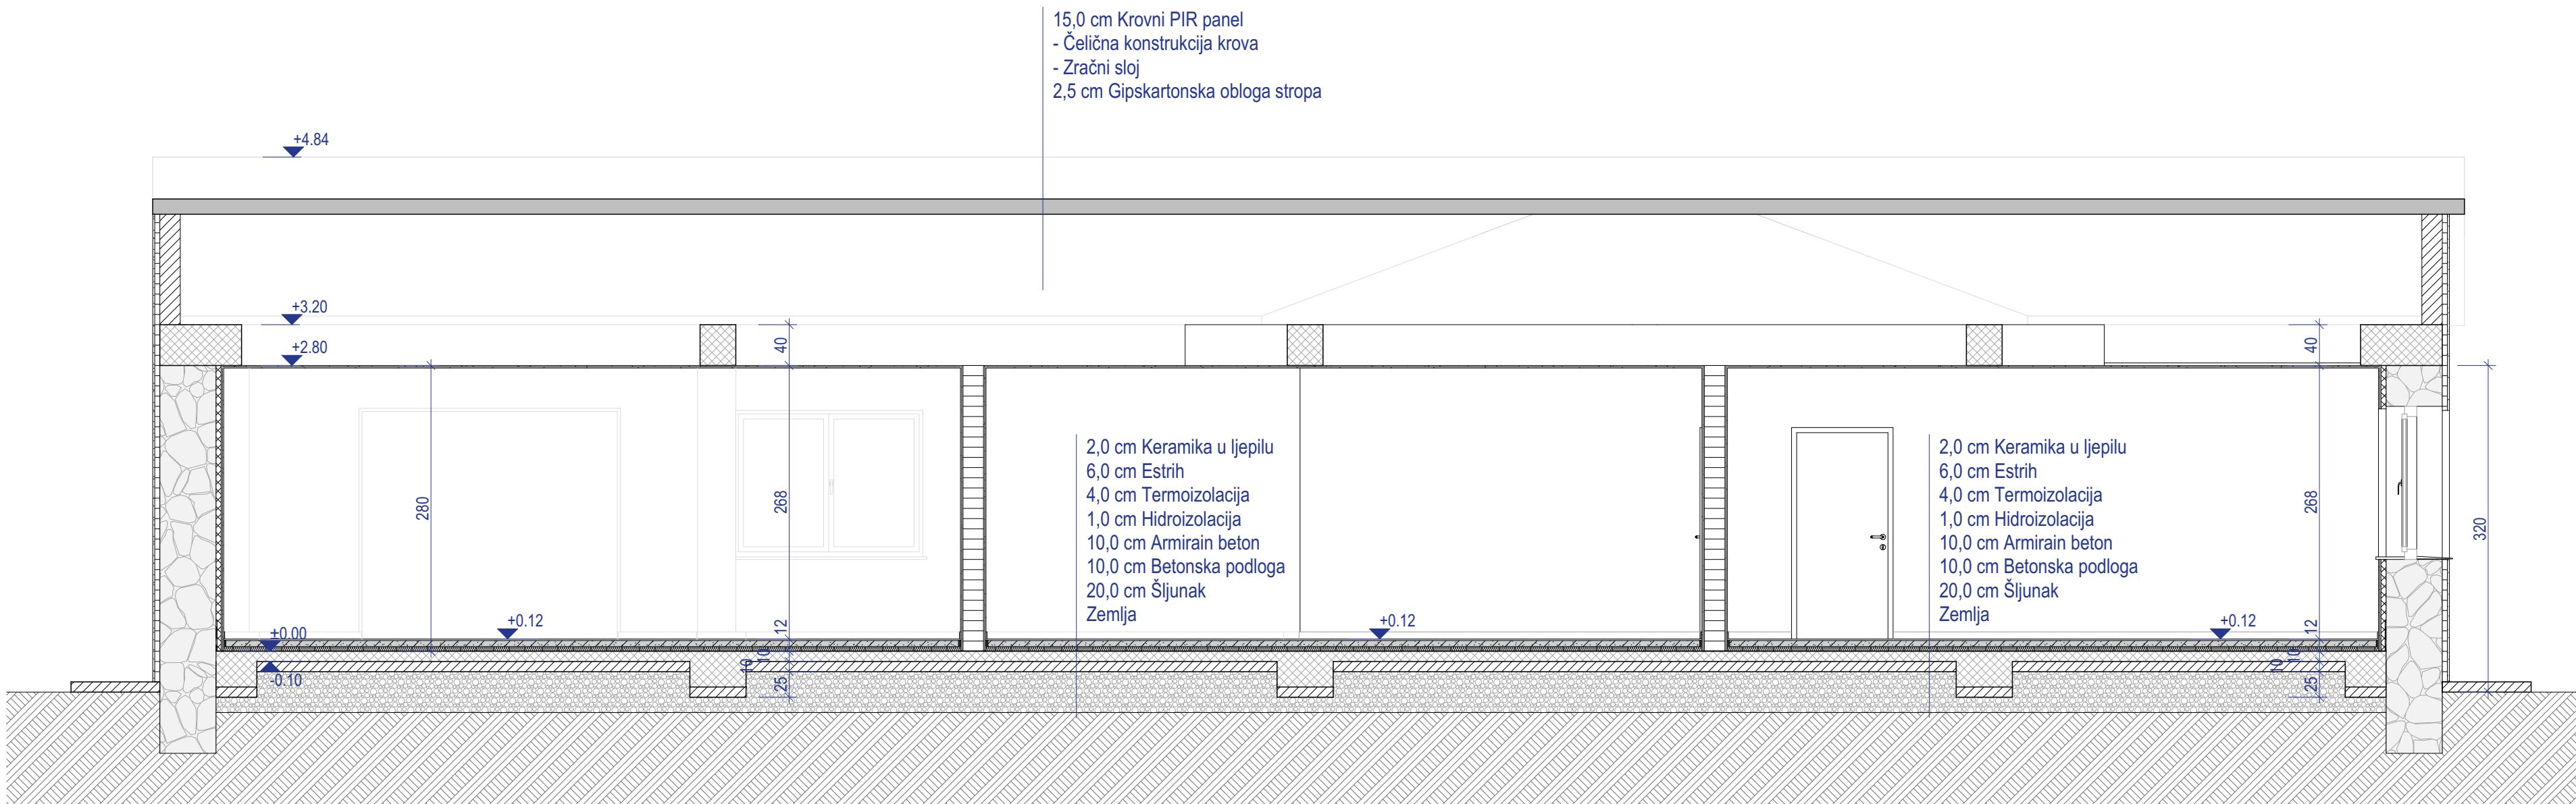 15,0 cm Krovni PIR panel
- Čelična konstrukcija krova
- Zračni sloj
2,5 cm Gipskartonska obloga stropa
+4.84
+3.20
+2.80
40
40
280
268
268
320
2,0 cm Keramika u ljepilu
6,0 cm Estrih
4,0 cm Termoizolacija
1,0 cm Hidroizolacija
10,0 cm Armirain beton
10,0 cm Betonska podloga
20,0 cm Šljunak
Zemlja
2,0 cm Keramika u ljepilu
6,0 cm Estrih
4,0 cm Termoizolacija
1,0 cm Hidroizolacija
10,0 cm Armirain beton
10,0 cm Betonska podloga
20,0 cm Šljunak
Zemlja
±0.00
+0.12
12
+0.12
+0.12
12
-0.10
10
10
25
10
10
25